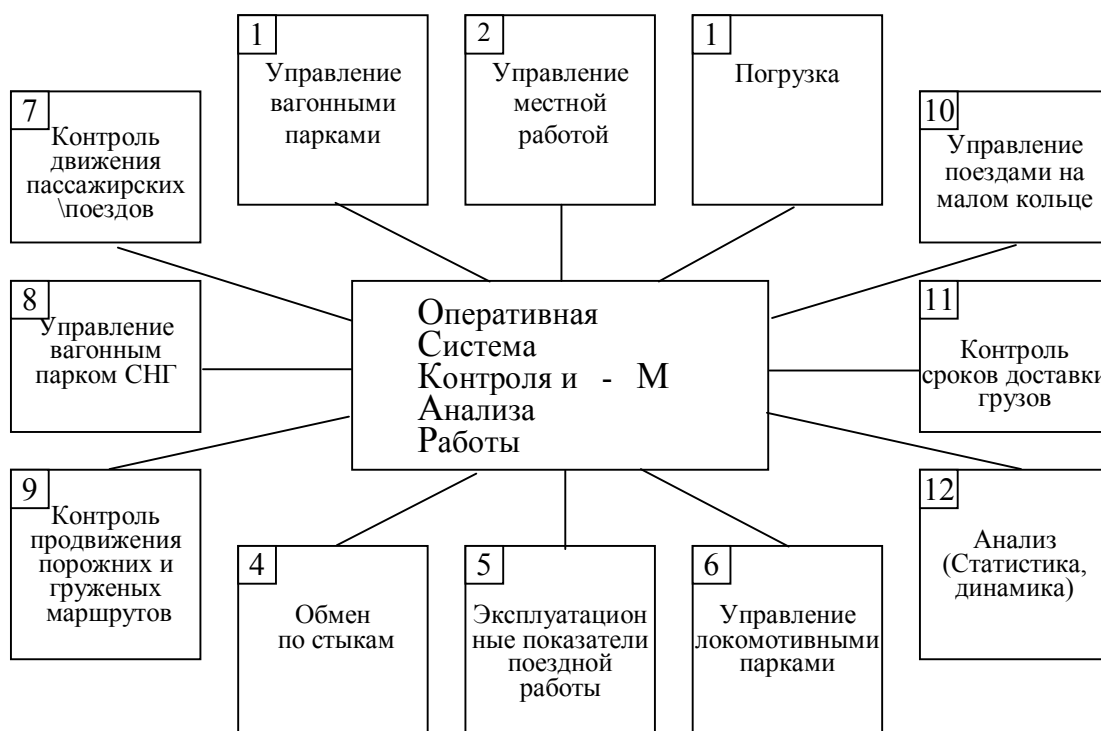 1
Управление
вагонными
парками
2
Управление
местной
работой
1
Погрузка
7
Контроль
движения
пассажирских
\поездов
10
Управление
поездами на
малом кольце
8
Управление
вагонным
парком СНГ
Оперативная
Система
Контроля и - М
Анализа
Работы
11
Контроль
сроков доставки
грузов
9
Контроль
продвижения
порожних и
груженых
маршрутов
12
Анализ
(Статистика,
динамика)
4
Обмен
по стыкам
5
Эксплуатацион
ные показатели
поездной
работы
6
Управление
локомотивными
парками